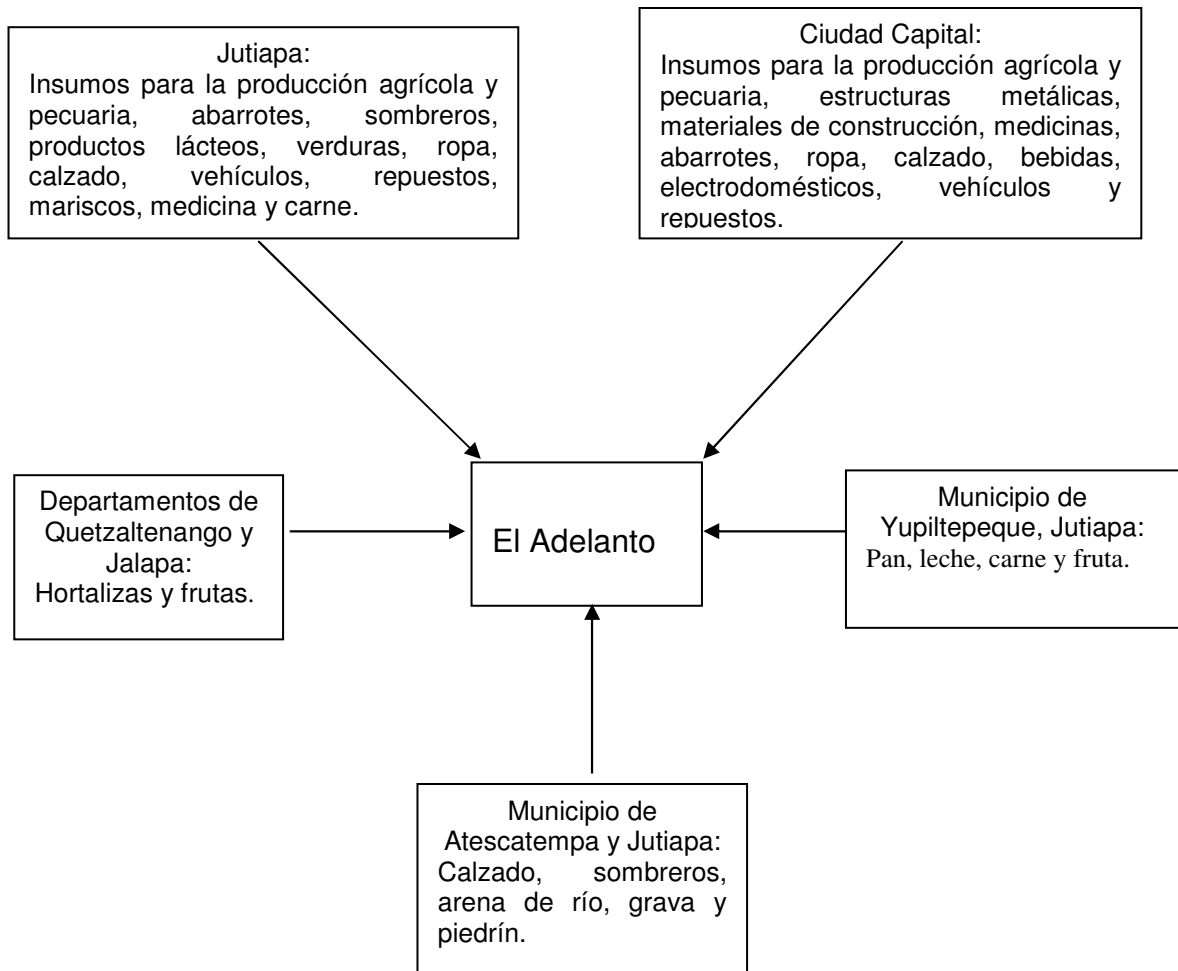 Jutiapa:
Insumos para la producción agrícola y
pecuaria, abarrotes, sombreros,
productos lácteos, verduras, ropa,
calzado, vehículos, repuestos,
mariscos, medicina y carne.
Ciudad Capital:
Insumos para la producción agrícola y
pecuaria, estructuras metálicas,
materiales de construcción, medicinas,
abarrotes, ropa, calzado, bebidas,
electrodomésticos, vehículos y
repuestos.
Departamentos de
Quetzaltenango y
Jalapa:
Hortalizas y frutas.
El Adelanto
Municipio de
Yupiltepeque, Jutiapa:
Pan, leche, carne y fruta.
Municipio de
Atescatempa y Jutiapa:
Calzado, sombreros,
arena de río, grava y
piedrín.